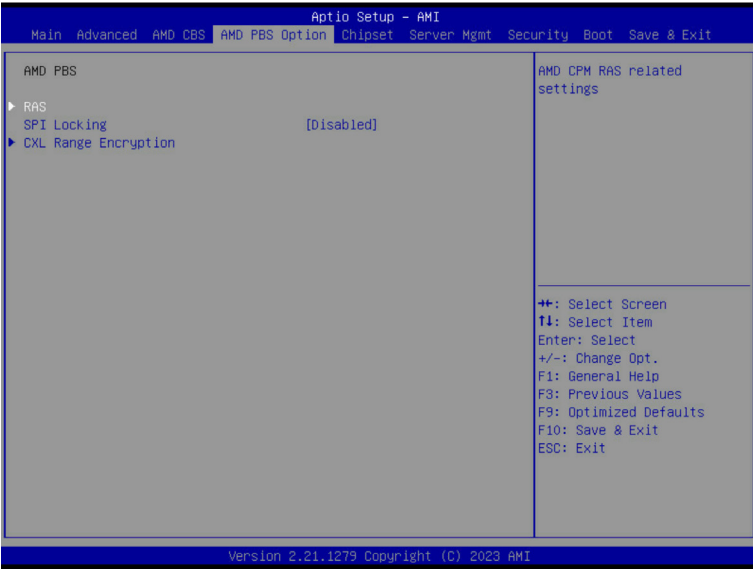 Aptio Setup – AMI
Main Advanced AMD CBS AMD PBS Option Chipset Server Mgmt Security Boot Save & Exit
AMD PBS
RAS
SPI Locking [Disabled]
CXL Range Encryption
AMD CPM RAS related
settings
→←: Select Screen
↑↓: Select Item
Enter: Select
+/-: Change Opt.
F1: General Help
F3: Previous Values
F9: Optimized Defaults
F10: Save & Exit
ESC: Exit
Version 2.21.1279 Copyright (C) 2023 AMI